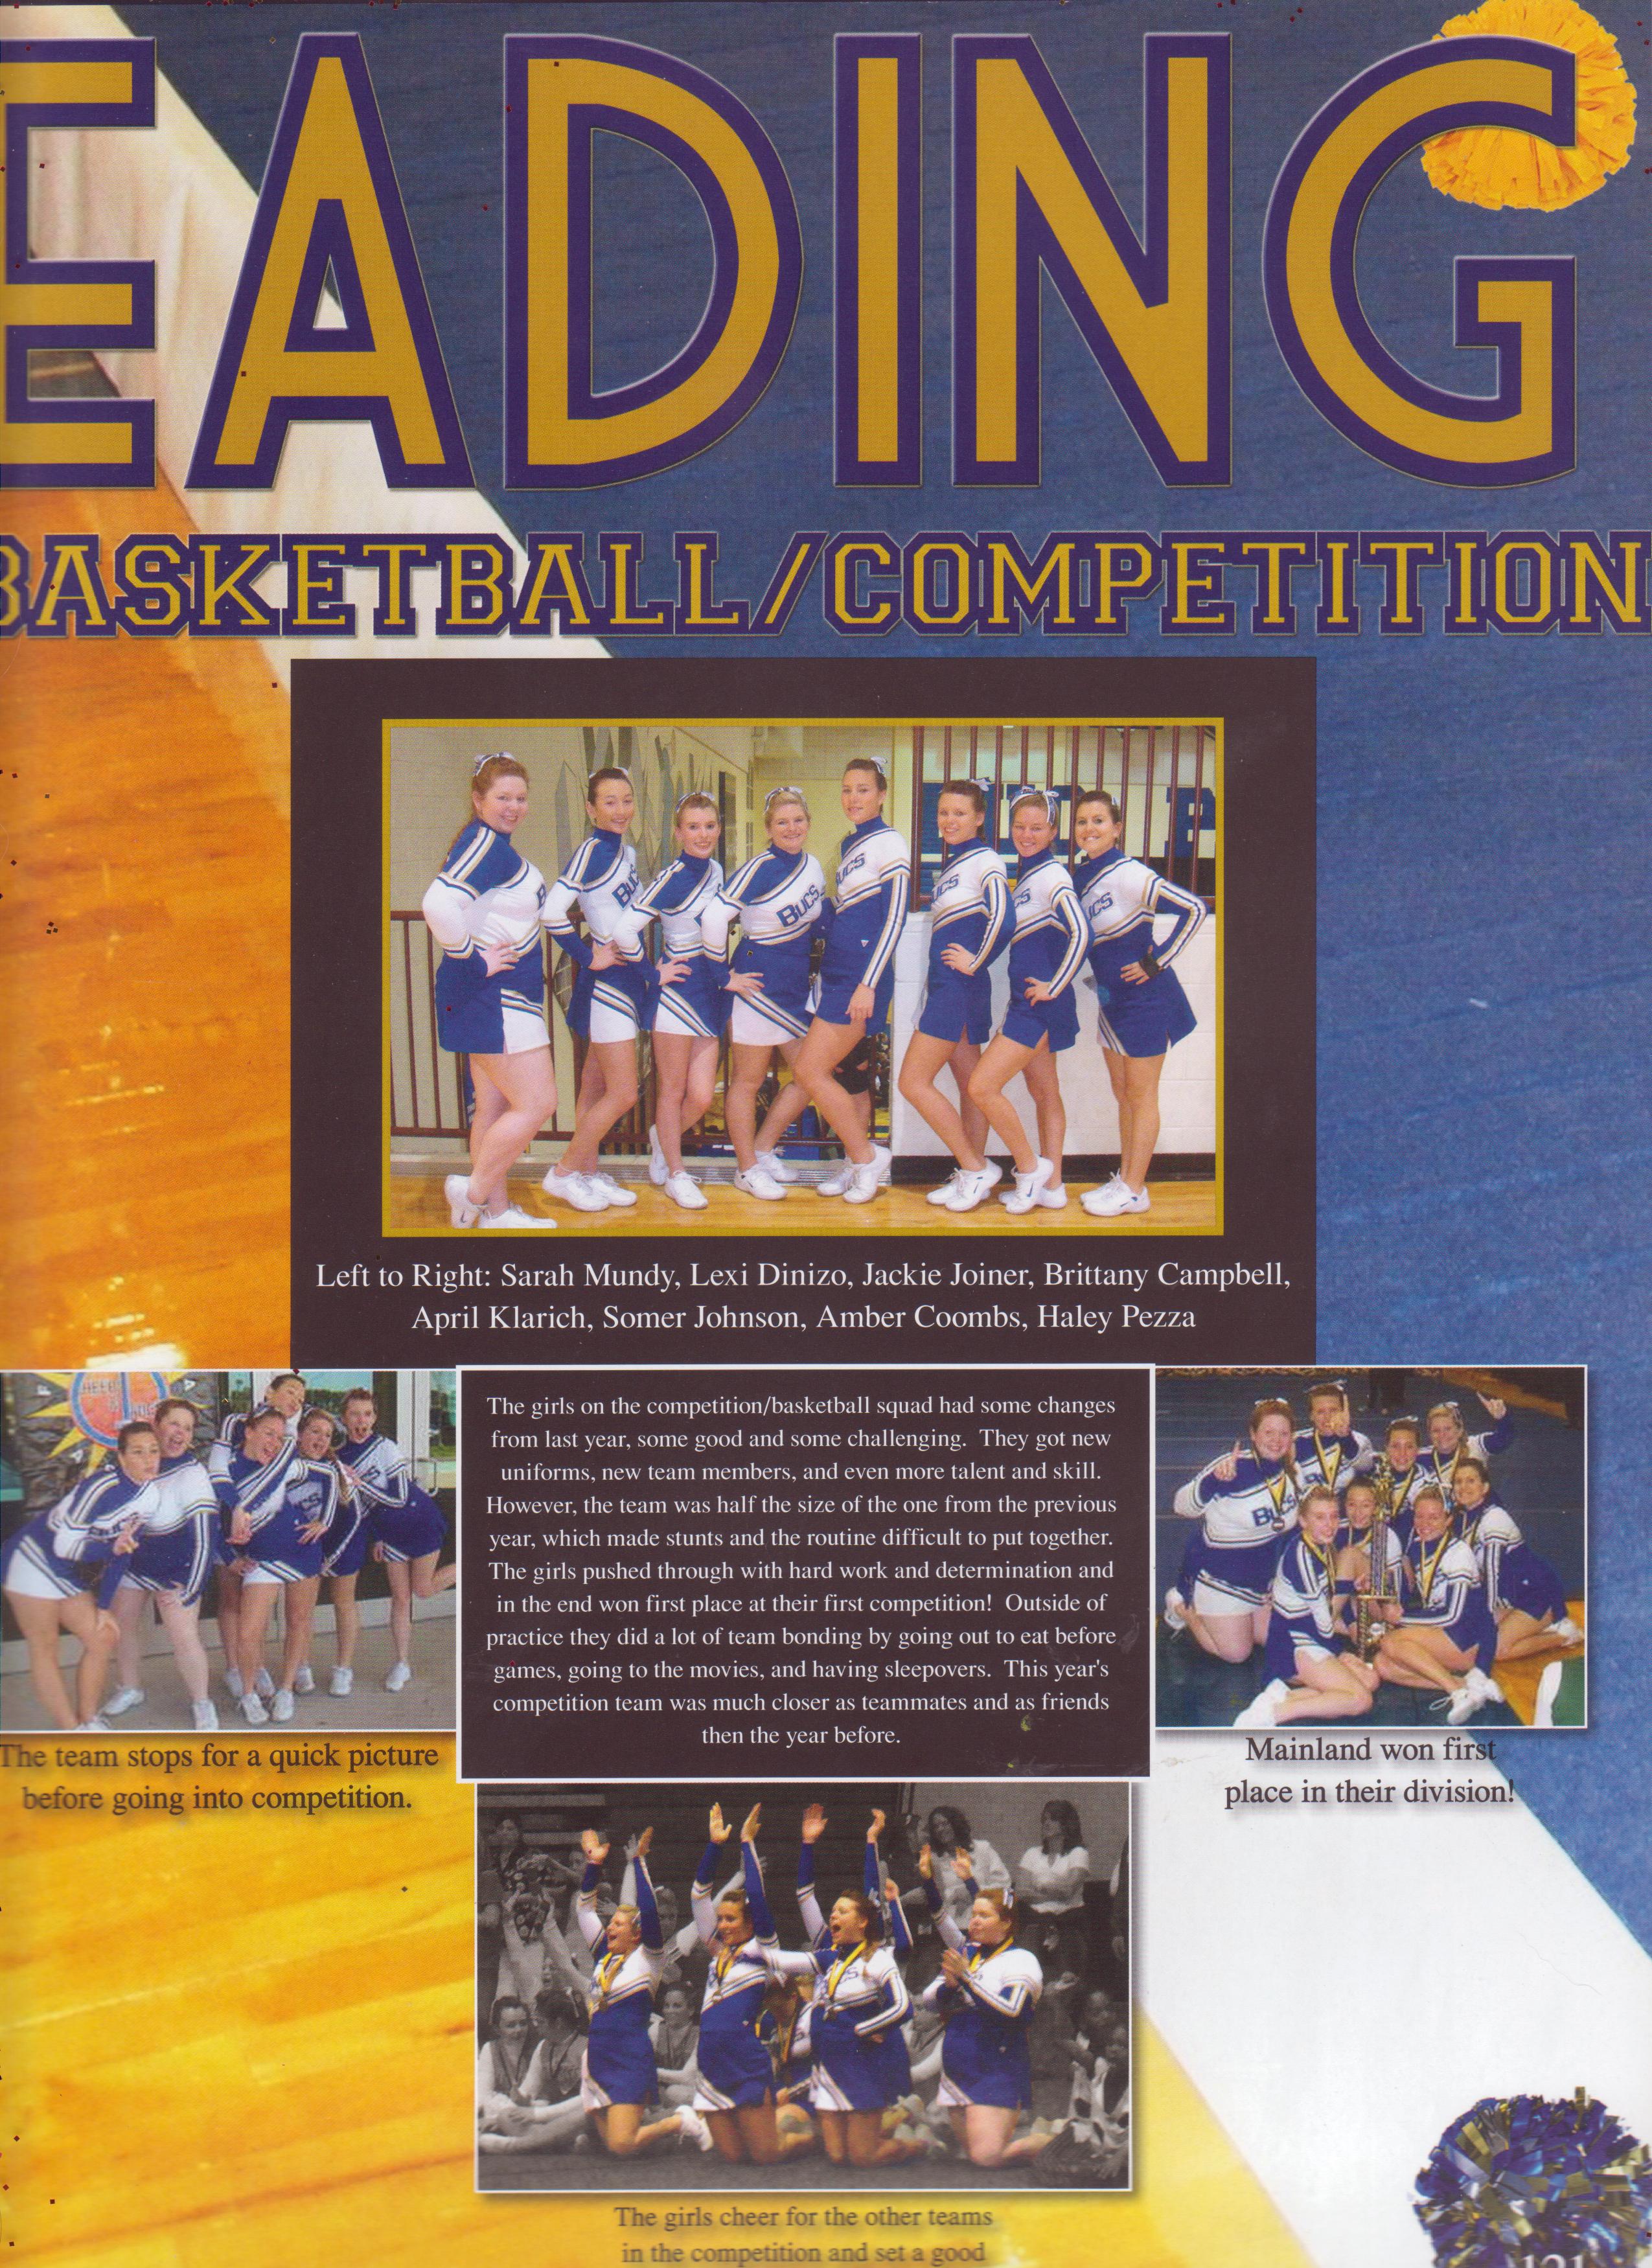 EADING
BASKETBALL/COMPETITION
BUCS
BUCS
BUCS
UCS
UCS
Left to Right: Sarah Mundy, Lexi Dinizo, Jackie Joiner, Brittany Campbell,
April Klarich, Somer Johnson, Amber Coombs, Haley Pezza
The girls on the competition/basketball squad had some changes
from last year, some good and some challenging. They got new
uniforms, new team members, and even more talent and skill.
However, the team was half the size of the one from the previous
year, which made stunts and the routine difficult to put together.
The girls pushed through with hard work and determination and
in the end won first place at their first competition! Outside of
practice they did a lot of team bonding by going out to eat before
games, going to the movies, and having sleepovers. This year's
competition team was much closer as teammates and as friends
then the year before.
The team stops for a quick picture
before going into competition.
BUCS
Mainland won first
place in their division!
The girls cheer for the other teams
in the competition and set a good